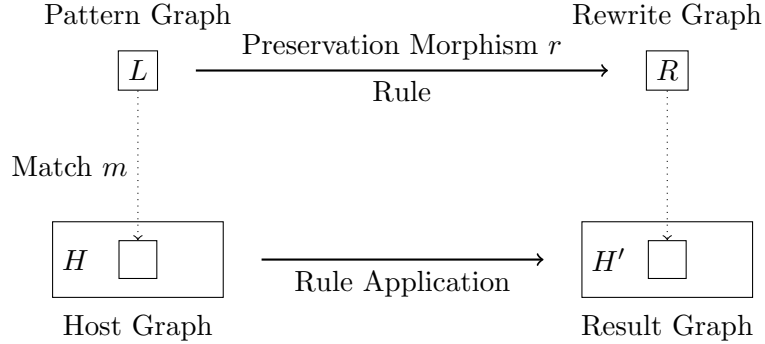 Pattern Graph
Rewrite Graph
Preservation Morphism r
L
R
Rule
Match m
H
H′
Rule Application
Host Graph
Result Graph